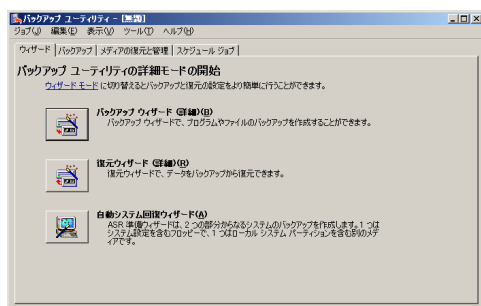 バックアップ ユーティリティ - [無題]
ジョブ(J) 編集(E) 表示(V) ツール(T) ヘルプ(H)
ウィザード バックアップ メディアの復元と管理 スケジュール ジョブ
バックアップ ユーティリティの詳細モードの開始
ウィザード モードに切り替えるとバックアップと復元の設定をより簡単に行うことができます。
バックアップ ウィザード (詳細)(B)
バックアップ ウィザードで、プログラムやファイルのバックアップを作成することができます。
復元ウィザード (詳細)(R)
復元ウィザードで、データをバックアップから復元できます。
自動システム回復ウィザード(A)
ASR 準備ウィザードは、2 つの部分からなるシステムのバックアップを作成します。1 つは
システム設定を含むフロッピーで、1 つはローカル システム パーティションを含む別のメデ
ィアです。